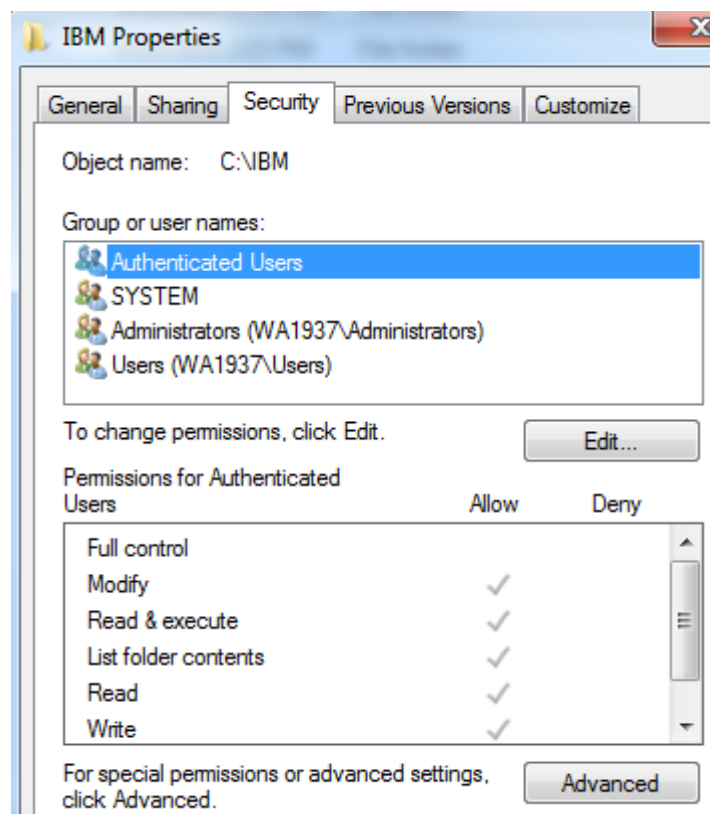 IBM Properties
X
General Sharing Security Previous Versions Customize
Object name: C:\IBM
Group or user names:
Authenticated Users
SYSTEM
Administrators (WA1937\Administrators)
Users (WA1937\Users)
To change permissions, click Edit.
Edit...
Permissions for Authenticated
Users Allow Deny
Full control
Modify
Read & execute
List folder contents
Read
Write
For special permissions or advanced settings,
click Advanced.
Advanced